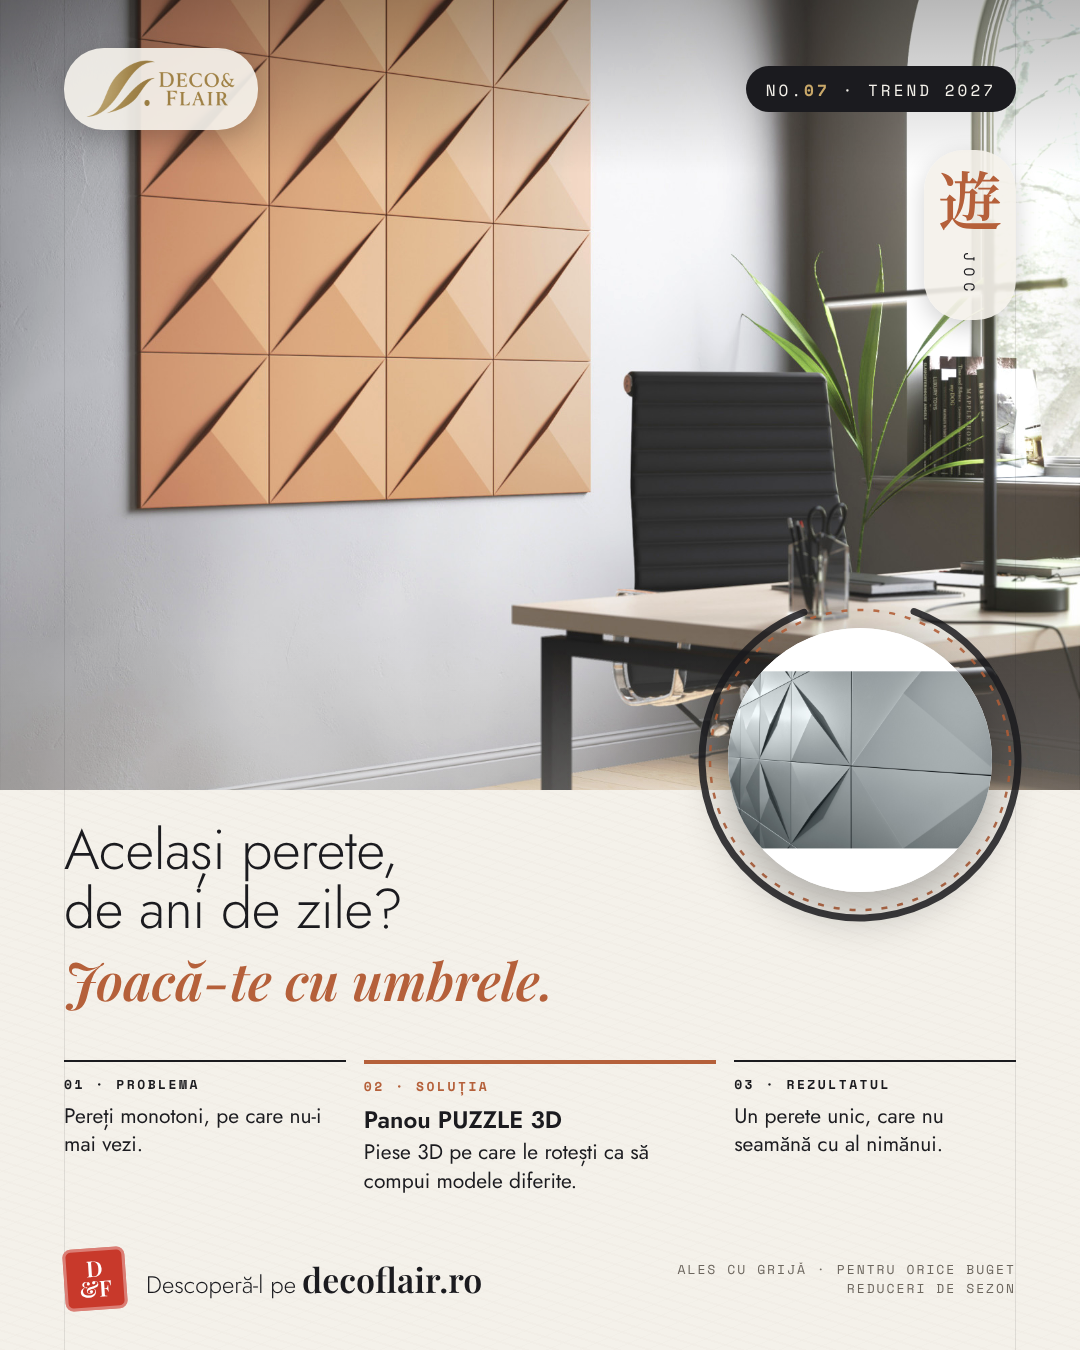 DECO&
FLAIR
NO.07 · TREND 2027
遊
JOC
Același perete,
de ani de zile?
Joacă-te cu umbrele.
01 · PROBLEMA
Pereți monotoni, pe care nu-i
mai vezi.
02 · SOLUȚIA
Panou PUZZLE 3D
Piese 3D pe care le rotești ca să
compui modele diferite.
03 · REZULTATUL
Un perete unic, care nu
seamănă cu al nimănui.
D
&F
Descoperă-l pe decoflair.ro
ALES CU GRIJĂ · PENTRU ORICE BUGET
REDUCERI DE SEZON